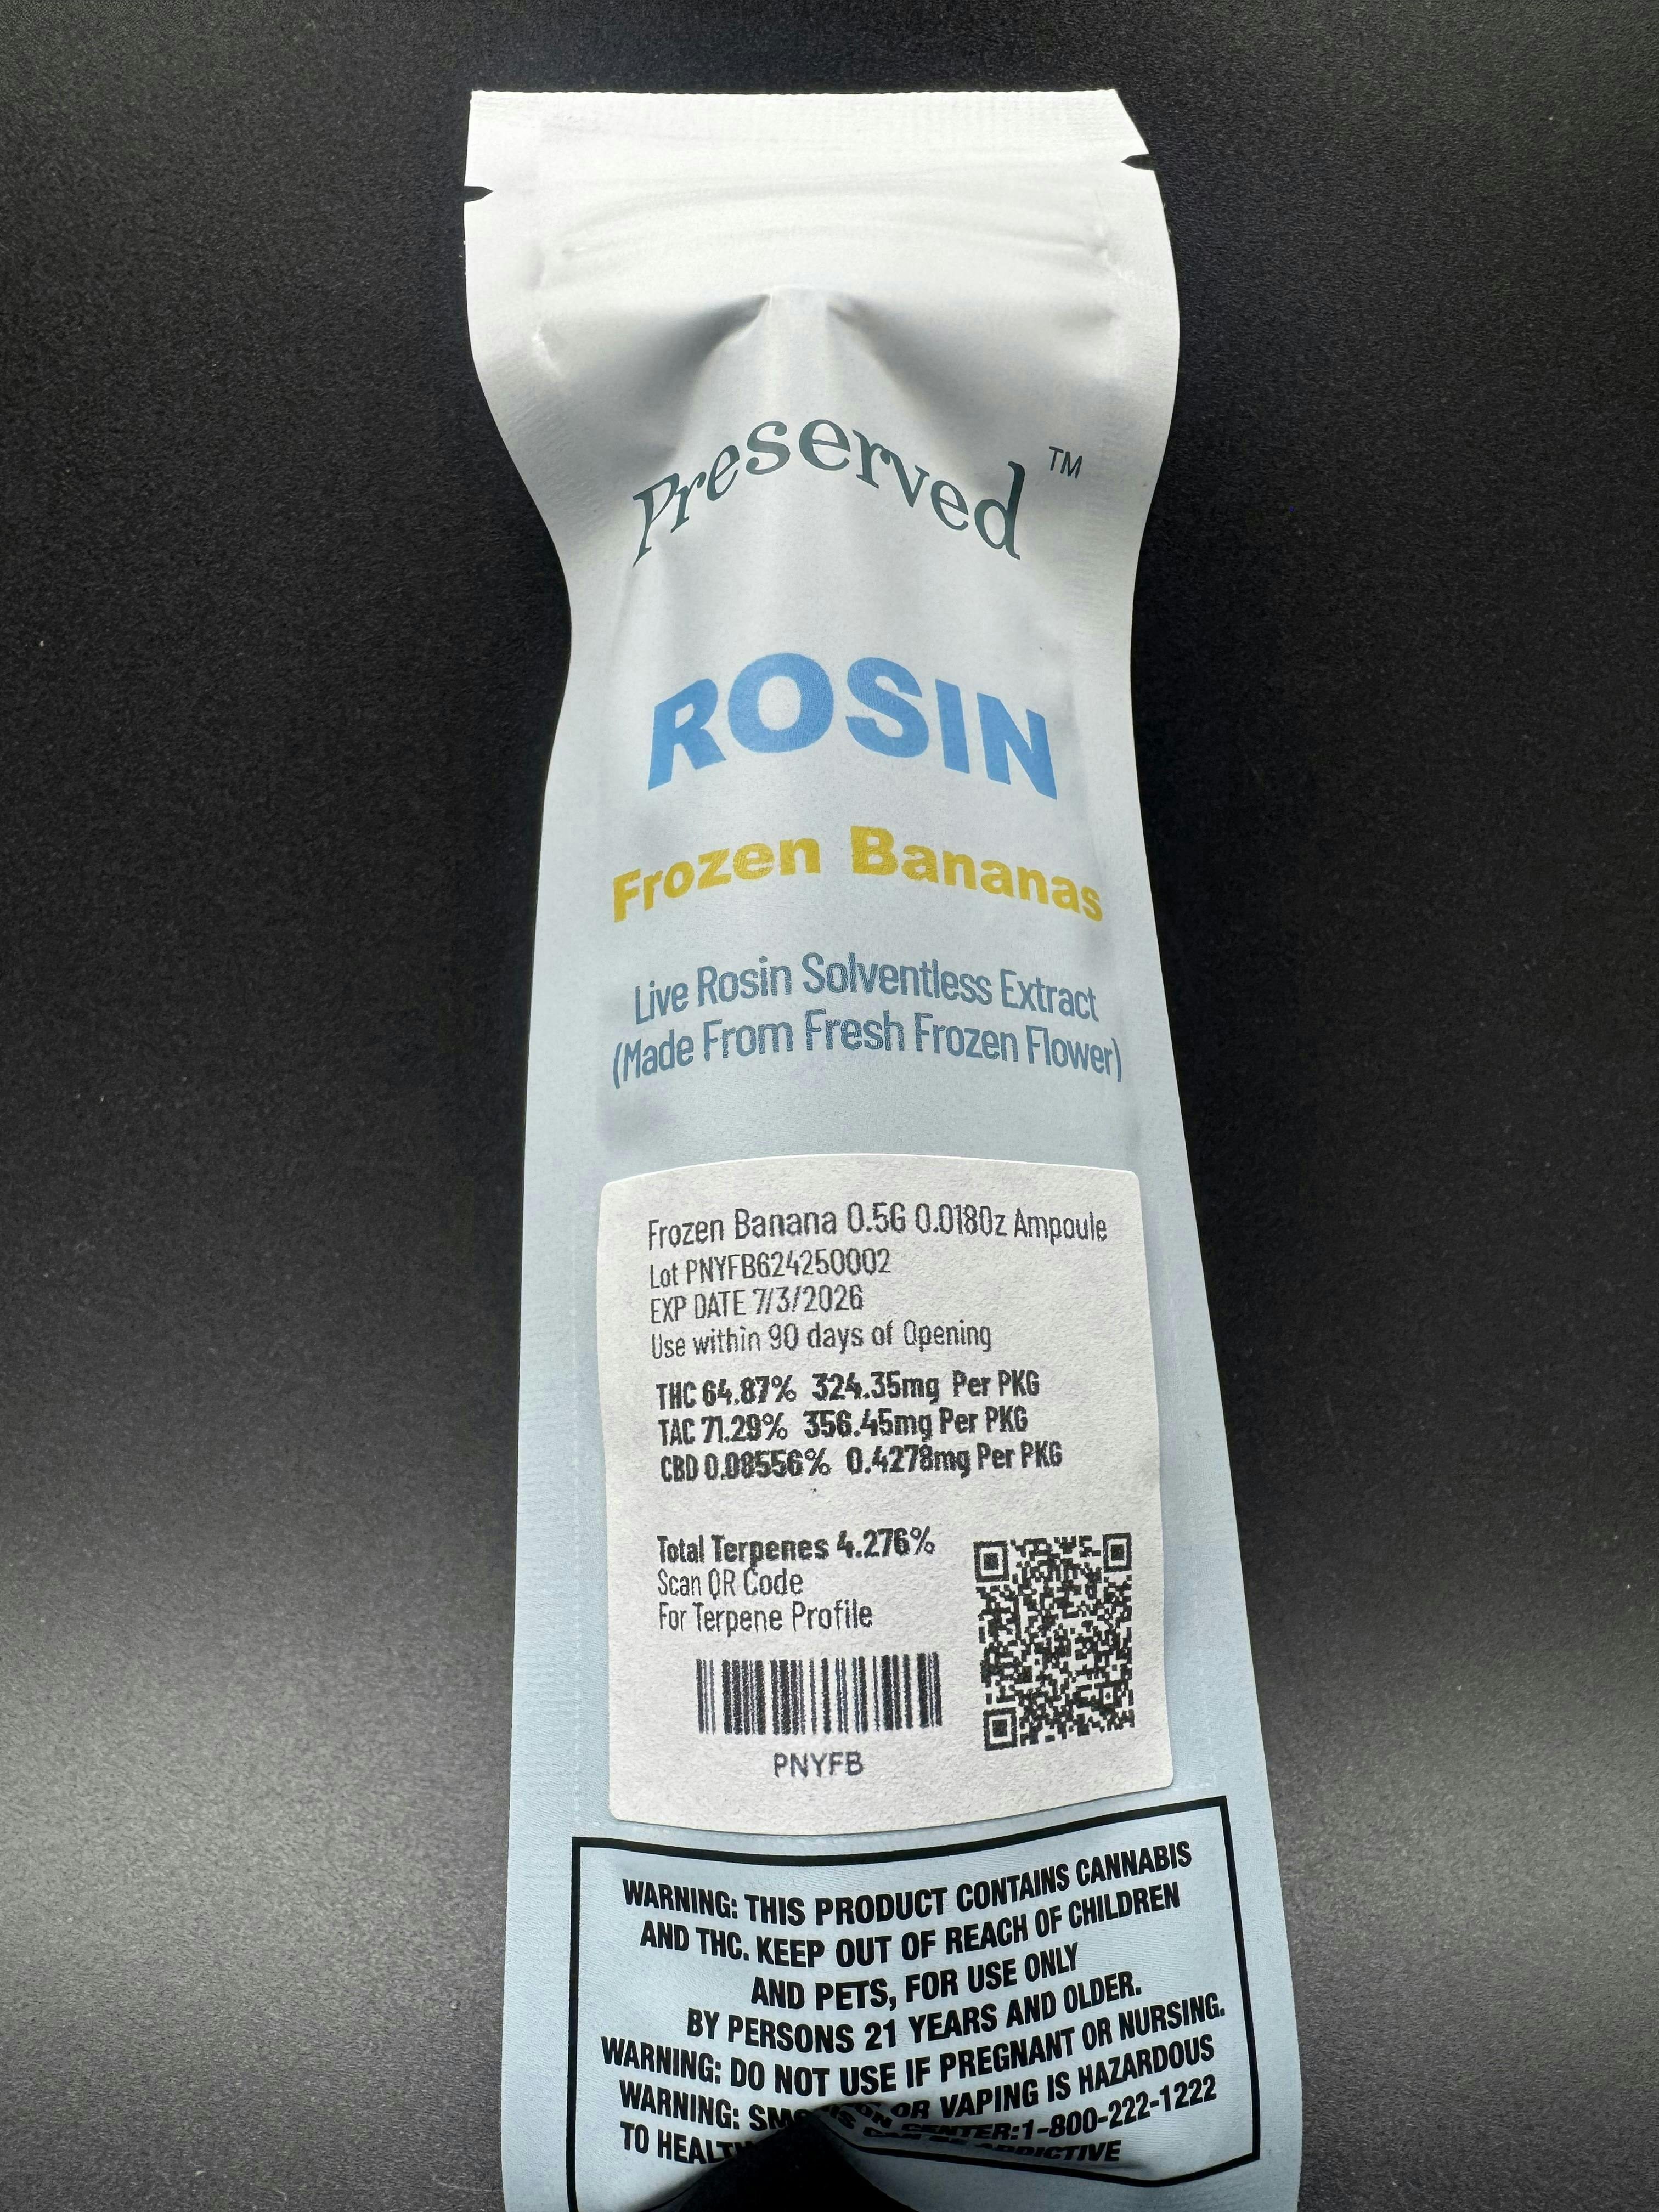 Preserved™
ROSIN
Frozen Bananas
Live Rosin Solventless Extract
(Made From Fresh Frozen Flower)
Frozen Banana 0.5G 0.018Oz Ampoule
Lot PNYFB624250002
EXP DATE 7/3/2026
Use within 90 days of Opening
THC 64.87% 324.35mg Per PKG
TAC 71.29% 356.45mg Per PKG
CBD 0.08556% 0.4278mg Per PKG
Total Terpenes 4.276%
Scan QR Code
For Terpene Profile
PNYFB
WARNING: THIS PRODUCT CONTAINS CANNABIS
AND THC. KEEP OUT OF REACH OF CHILDREN
AND PETS, FOR USE ONLY
BY PERSONS 21 YEARS AND OLDER.
WARNING: DO NOT USE IF PREGNANT OR NURSING.
WARNING: OR VAPING IS HAZARDOUS
TO CENTER:1-800-222-1222
CAN BE ADDICTIVE